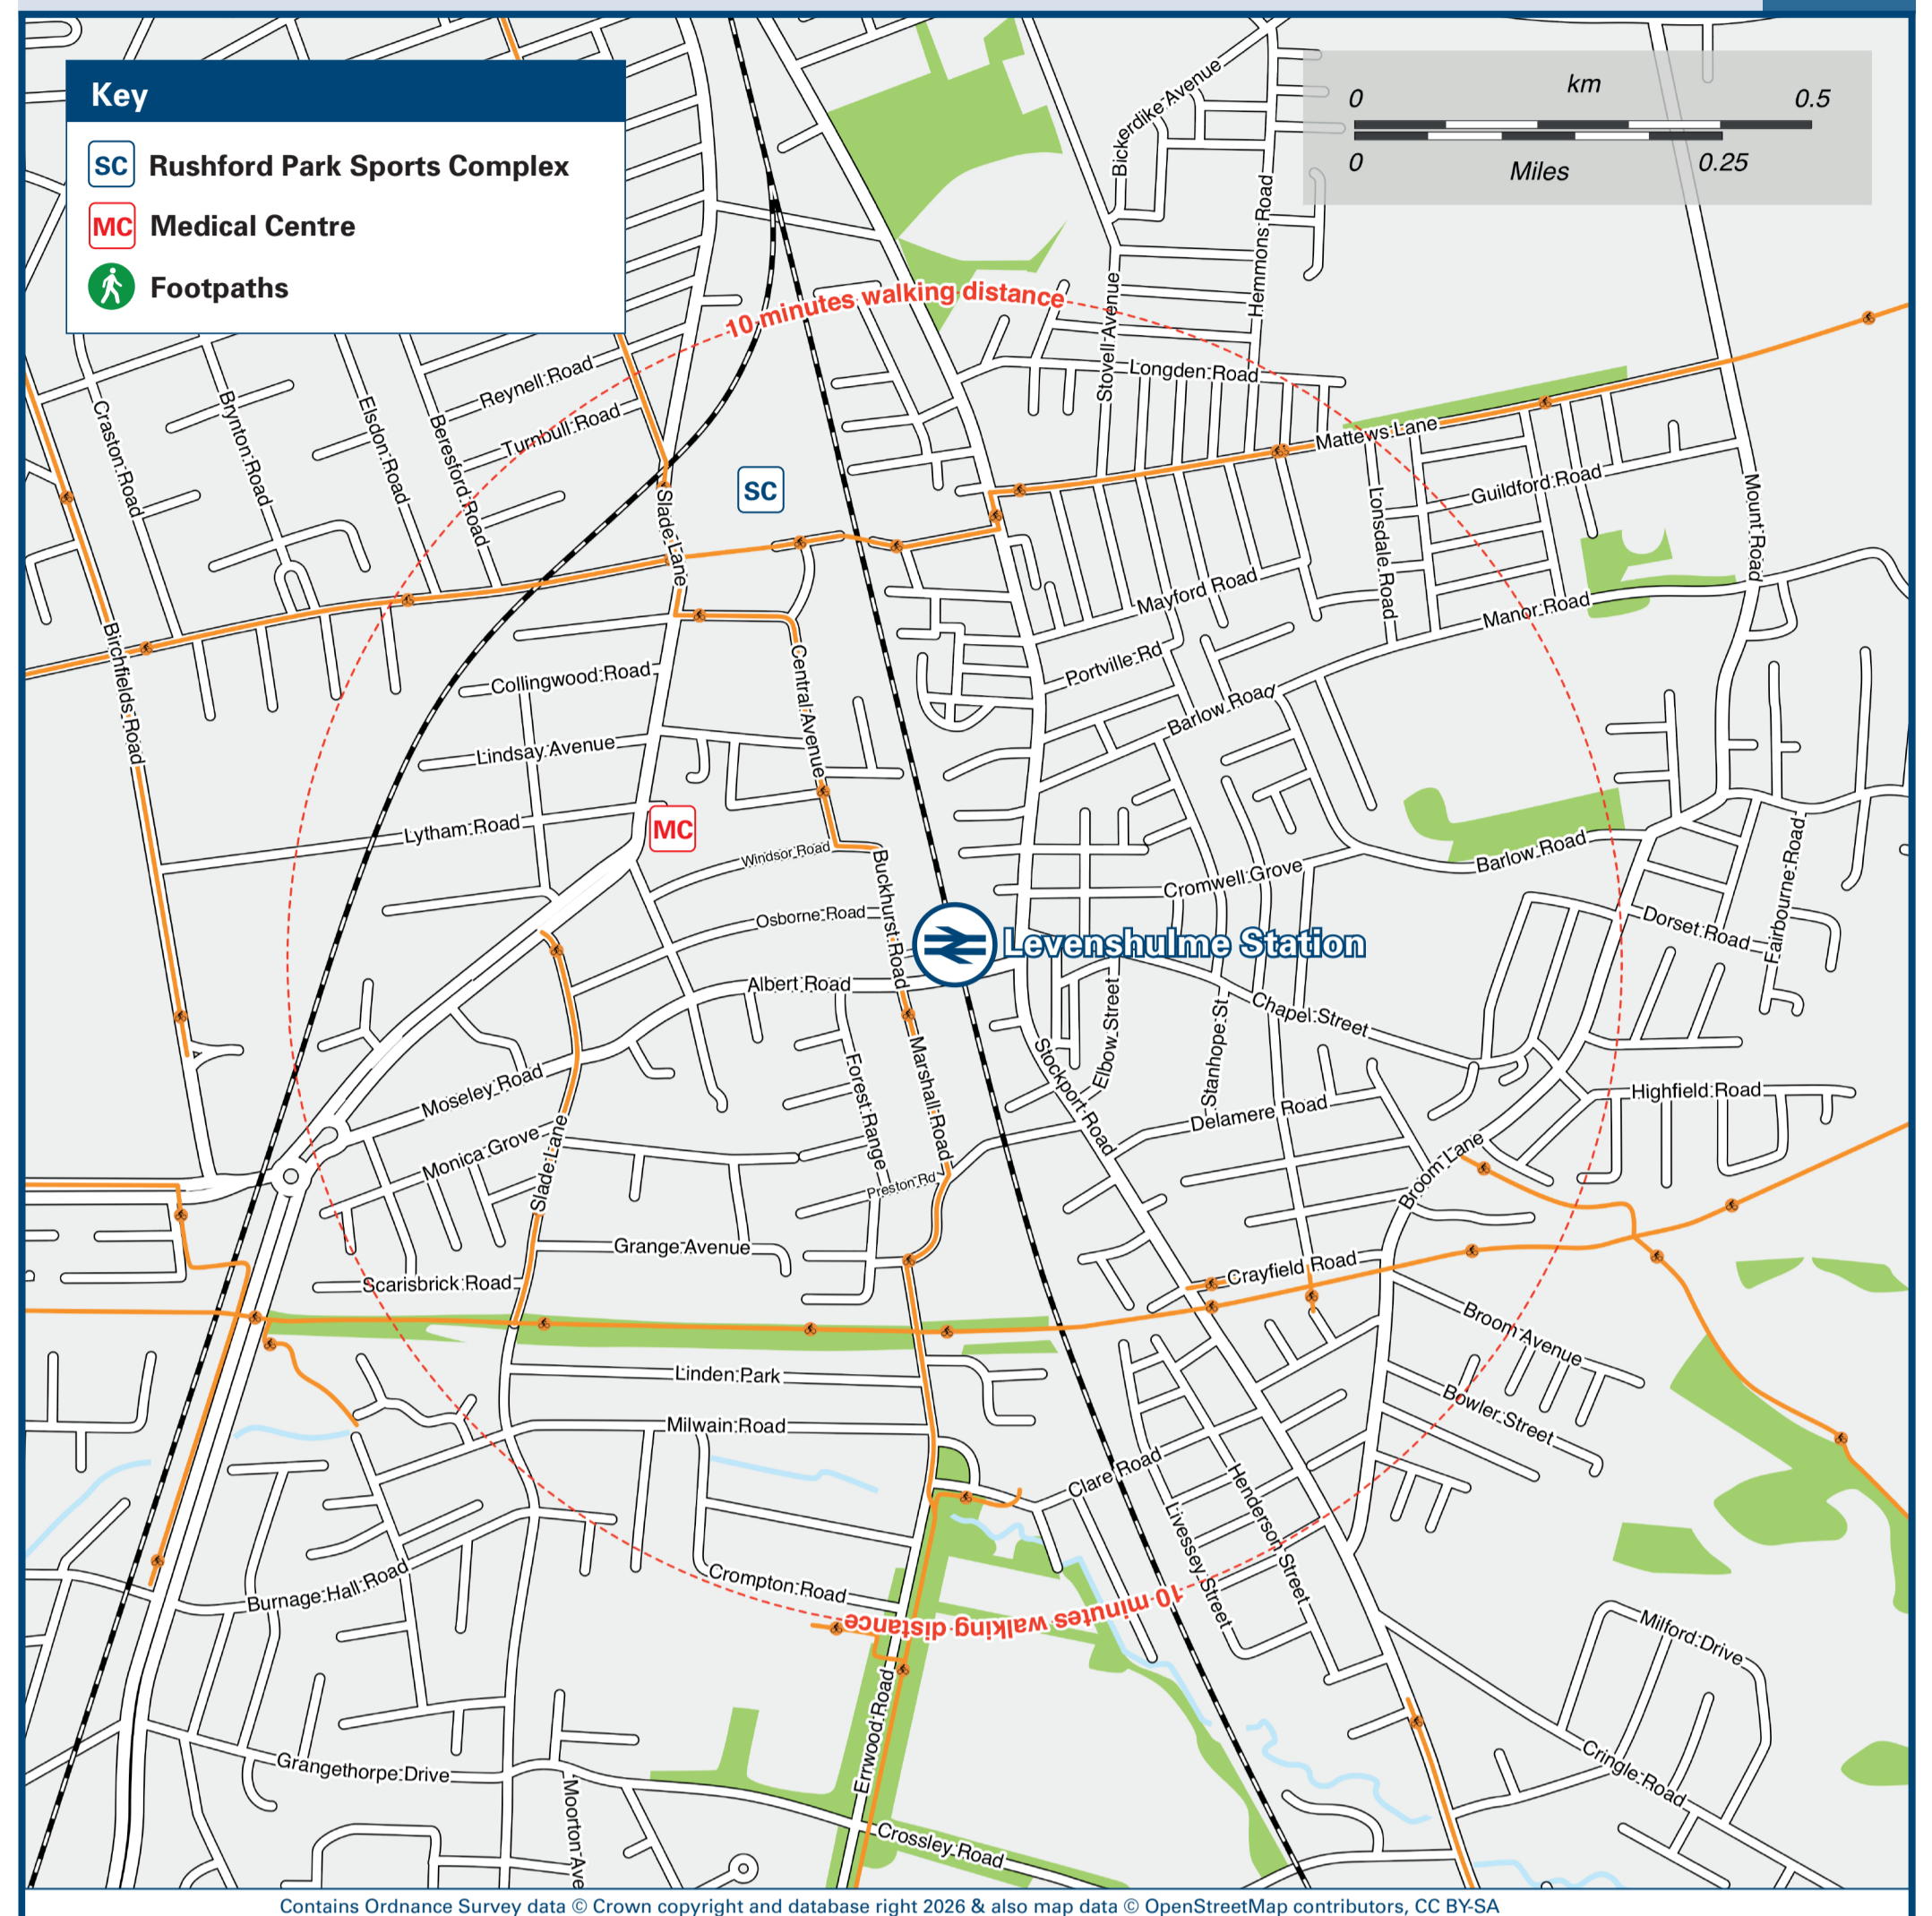 Key
SC Rushford Park Sports Complex
MC Medical Centre
Footpaths
km
0 0.5
0 0.25
Miles
Bickerdike Avenue
Hemmons Road
10 minutes walking distance
Stovell Avenue
Longden Road
Reynell Road
Turnbull Road
Craston Road
Brynton Road
Elsdon Road
Beresford Road
Mattews Lane
Guildford Road
SC
Slade Lane
Lonsdale Road
Mount Road
Mayford Road
Manor Road
Birchfields Road
Portville Rd
Collingwood Road
Central Avenue
Barlow Road
Lindsay Avenue
Lytham Road
MC
Windsor Road
Barlow Road
Fairbourne Road
Cromwell Grove
Buckhurst Road
Osborne Road
Dorset Road
Levenshulme Station
Albert Road
Chapel Street
Elbow Street
Stanhope St
Stockport Road
Forest Range
Marshall Road
Moseley Road
Delamere Road
Highfield Road
Monica Grove
Slade Lane
Broom Lane
Preston Rd
Grange Avenue
Crayfield Road
Scarisbrick Road
Broom Avenue
Linden Park
Bowler Street
Milwain Road
Clare Road
Henderson Street
Livessey Street
Burnage Hall Road
Crompton Road
10 minutes walking distance
Milford Drive
Errwood Road
Cringle Road
Grangethorpe Drive
Moorton Ave
Crossley Road
Contains Ordnance Survey data © Crown copyright and database right 2026 & also map data © OpenStreetMap contributors, CC BY-SA